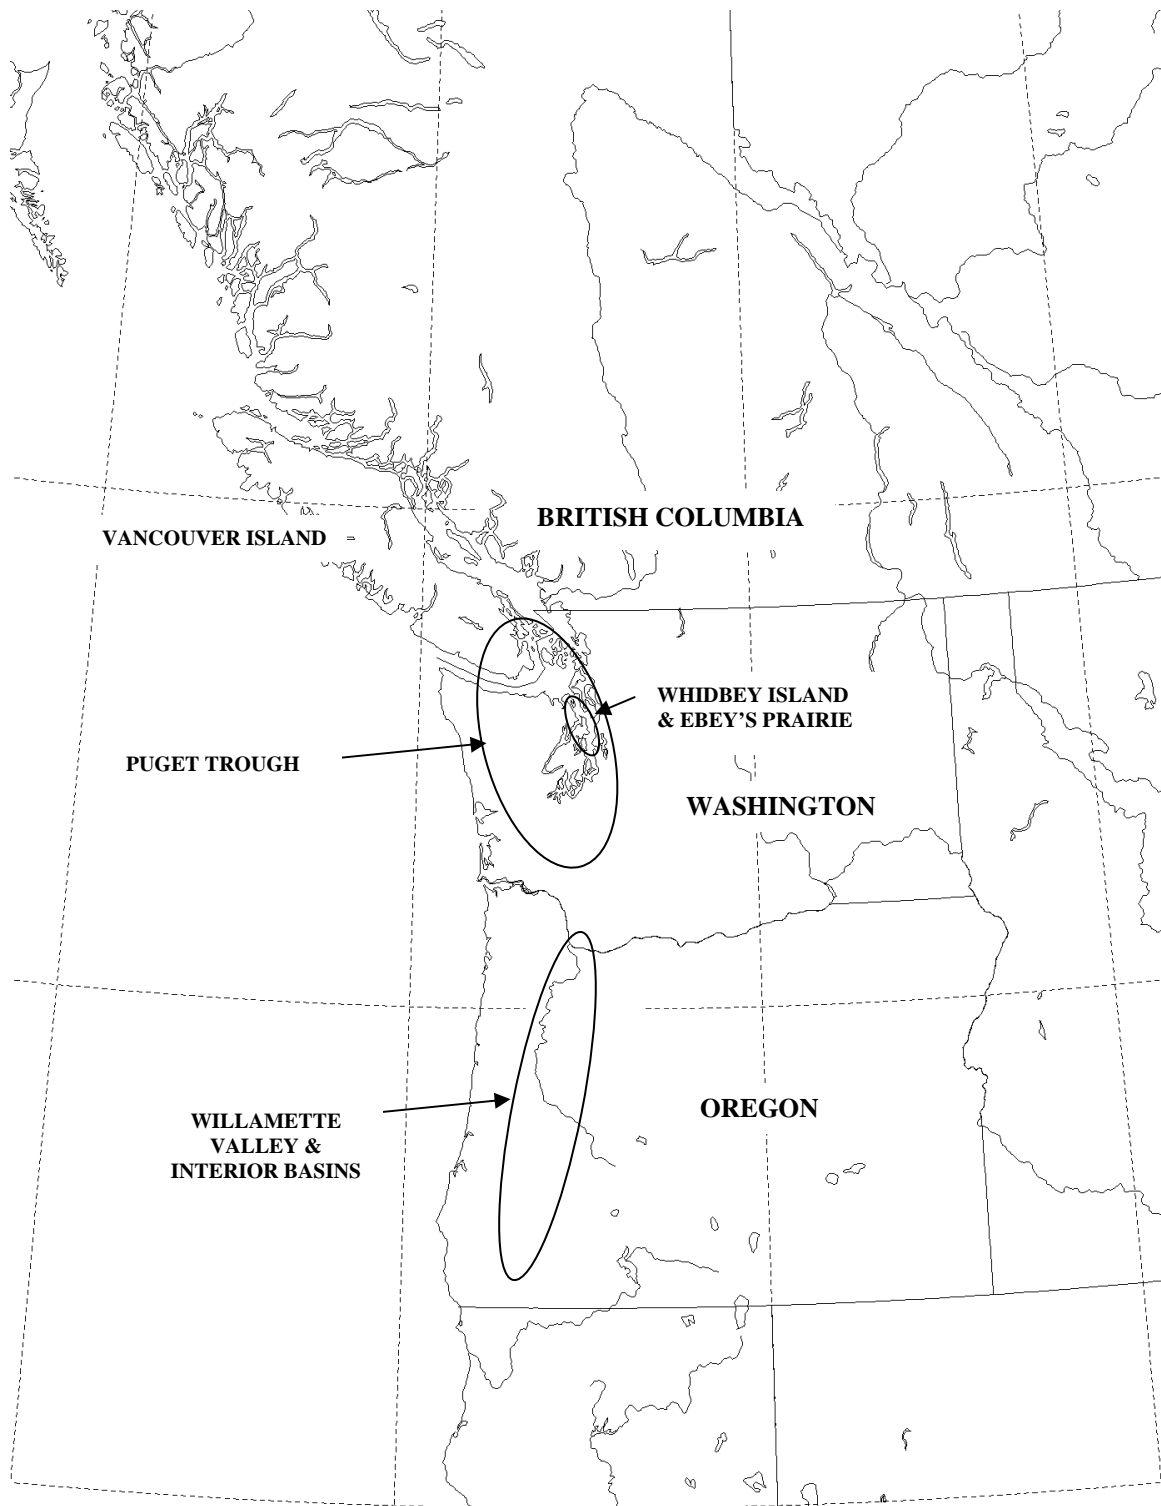 BRITISH COLUMBIA
VANCOUVER ISLAND
WHIDBEY ISLAND
& EBEY'S PRAIRIE
PUGET TROUGH
WASHINGTON
OREGON
WILLAMETTE
VALLEY &
INTERIOR BASINS